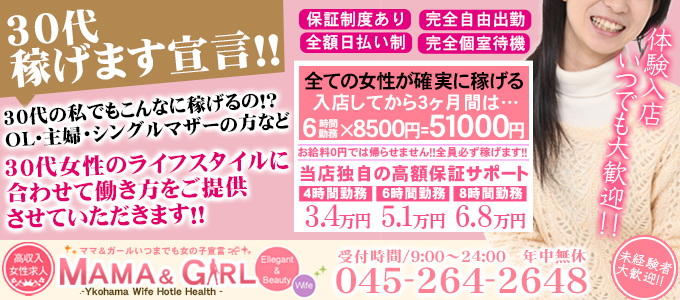 30代
稼げます宣言!!
30代の私でもこんなに稼げるの!?
OL・主婦・シングルマザーの方など
30代女性のライフスタイルに
合わせて働き方をご提供
させていただきます!!
保証制度あり
完全自由出勤
全額日払い制
完全個室待機
全ての女性が確実に稼げる
入店してから3ヶ月間は…
6時間勤務×8500円=51000円
お給料0円では帰らせません!!全員必ず稼げます!!
当店独自の高額保証サポート
4時間勤務 6時間勤務 8時間勤務
3.4万円 5.1万円 6.8万円
体験入店
いつでも大歓迎!!
高収入
女性求人
ママ&ガールいつまでも女の子宣言
MAMA & GIRL
-Ykohama Wife Hotle Health -
Ellegant
&
Beauty
Wife
受付時間/9:00~24:00 年中無休
045-264-2648
未経験者
大歓迎!!